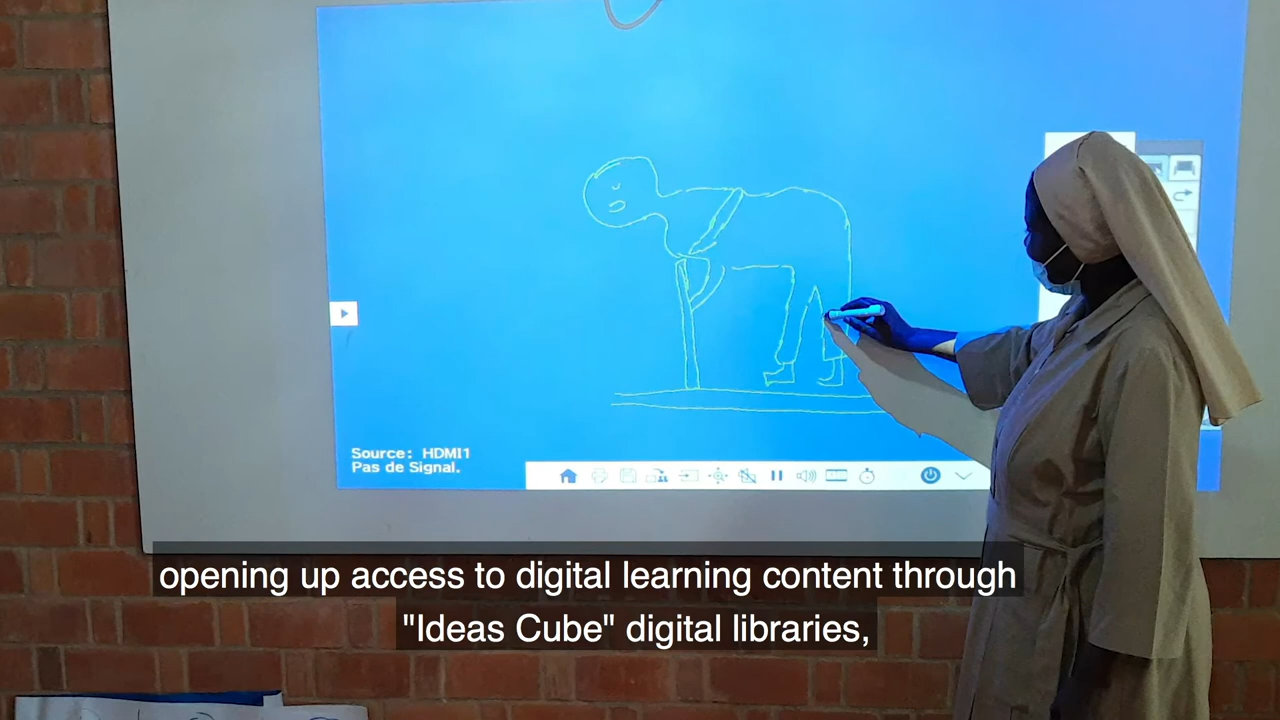 Source: HDMI1
Pas de Signal.
opening up access to digital learning content through
"Ideas Cube" digital libraries,